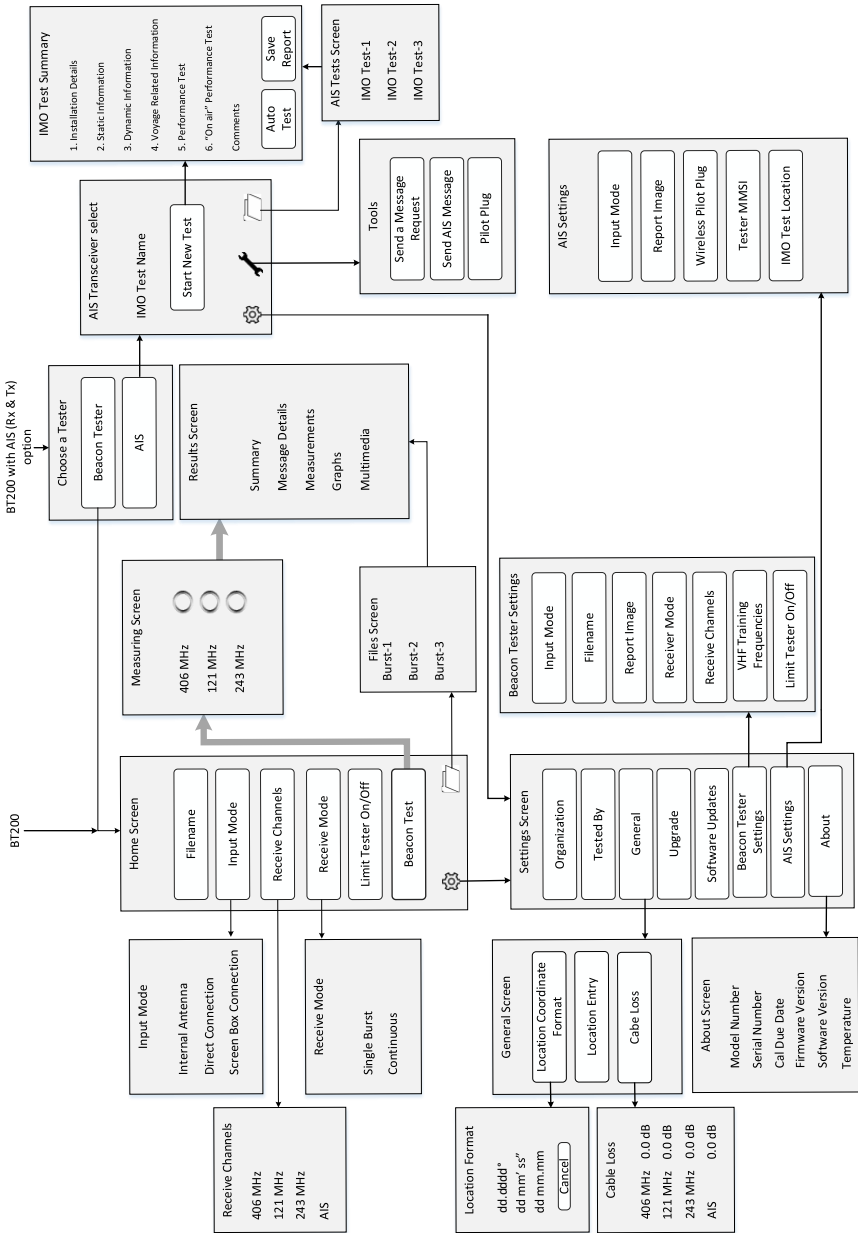 BT200
BT200 with AIS (Rx & Tx)
option
Receive Channels
406 MHz
121 MHz
243 MHz
AIS
Input Mode
Internal Antenna
Direct Connection
Screen Box Connection
Receive Mode
Single Burst
Continuous
Home Screen
Filename
Input Mode
Receive Channels
Receive Mode
Limit Tester On/Off
Beacon Test
Measuring Screen
406 MHz
121 MHz
243 MHz
Files Screen
Burst-1
Burst-2
Burst-3
Results Screen
Summary
Message Details
Measurements
Graphs
Multimedia
Choose a Tester
Beacon Tester
AIS
AIS Transceiver select
IMO Test Name
Start New Test
IMO Test Summary
1. Installation Details
2. Static Information
3. Dynamic Information
4. Voyage Related Information
5. Performance Test
6. “On air” Performance Test
Comments
Auto
Test
Save
Report
AIS Tests Screen
IMO Test-1
IMO Test-2
IMO Test-3
Tools
Send a Message
Request
Send AIS Message
Pilot Plug
Location Format
dd.dddd°
dd mm’ ss”
dd mm.mm
Cancel
Cable Loss
406 MHz 0.0 dB
121 MHz 0.0 dB
243 MHz 0.0 dB
AIS 0.0 dB
General Screen
Location Coordinate
Format
Location Entry
Cabe Loss
About Screen
Model Number
Serial Number
Cal Due Date
Firmware Version
Software Version
Temperature
Settings Screen
Organization
Tested By
General
Upgrade
Software Updates
Beacon Tester
Settings
AIS Settings
About
Beacon Tester Settings
Input Mode
Filename
Report Image
Receiver Mode
Receive Channels
VHF Training
Frequencies
Limit Tester On/Off
AIS Settings
Input Mode
Report Image
Wireless Pilot Plug
Tester MMSI
IMO Test Location